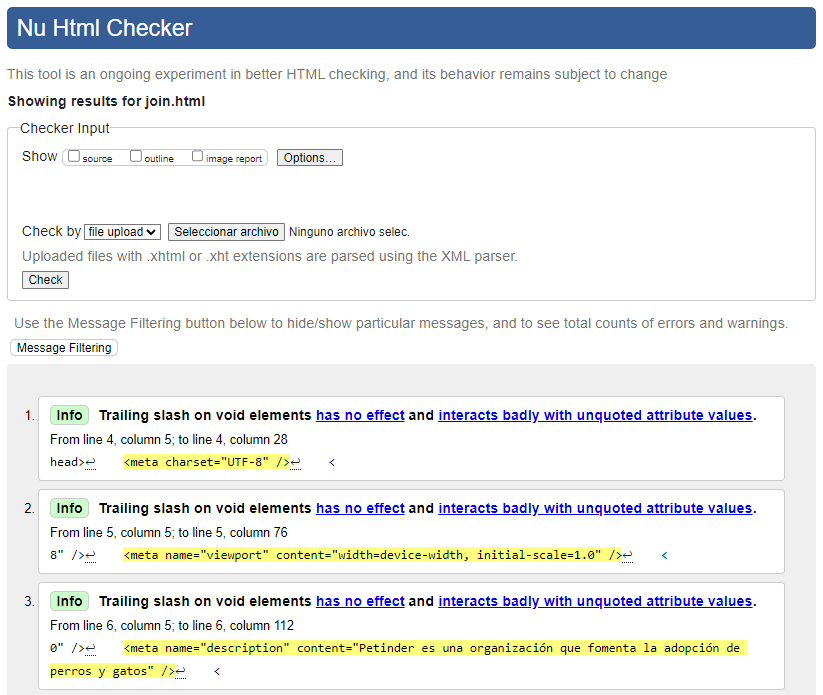 Nu Html Checker
This tool is an ongoing experiment in better HTML checking, and its behavior remains subject to change
Showing results for join.html
Checker Input
Show source outline image report Options...
Check by file upload Seleccionar archivo Ninguno archivo selec.
Uploaded files with .xhtml or .xht extensions are parsed using the XML parser.
Check
Use the Message Filtering button below to hide/show particular messages, and to see total counts of errors and warnings.
Message Filtering
1. Info Trailing slash on void elements has no effect and interacts badly with unquoted attribute values.
From line 4, column 5; to line 4, column 28
head>↩ <meta charset="UTF-8" />↩ <
2. Info Trailing slash on void elements has no effect and interacts badly with unquoted attribute values.
From line 5, column 5; to line 5, column 76
8" />↩ <meta name="viewport" content="width=device-width, initial-scale=1.0" />↩ <
3. Info Trailing slash on void elements has no effect and interacts badly with unquoted attribute values.
From line 6, column 5; to line 6, column 112
0" />↩ <meta name="description" content="Petinder es una organización que fomenta la adopción de
perros y gatos" />↩ <